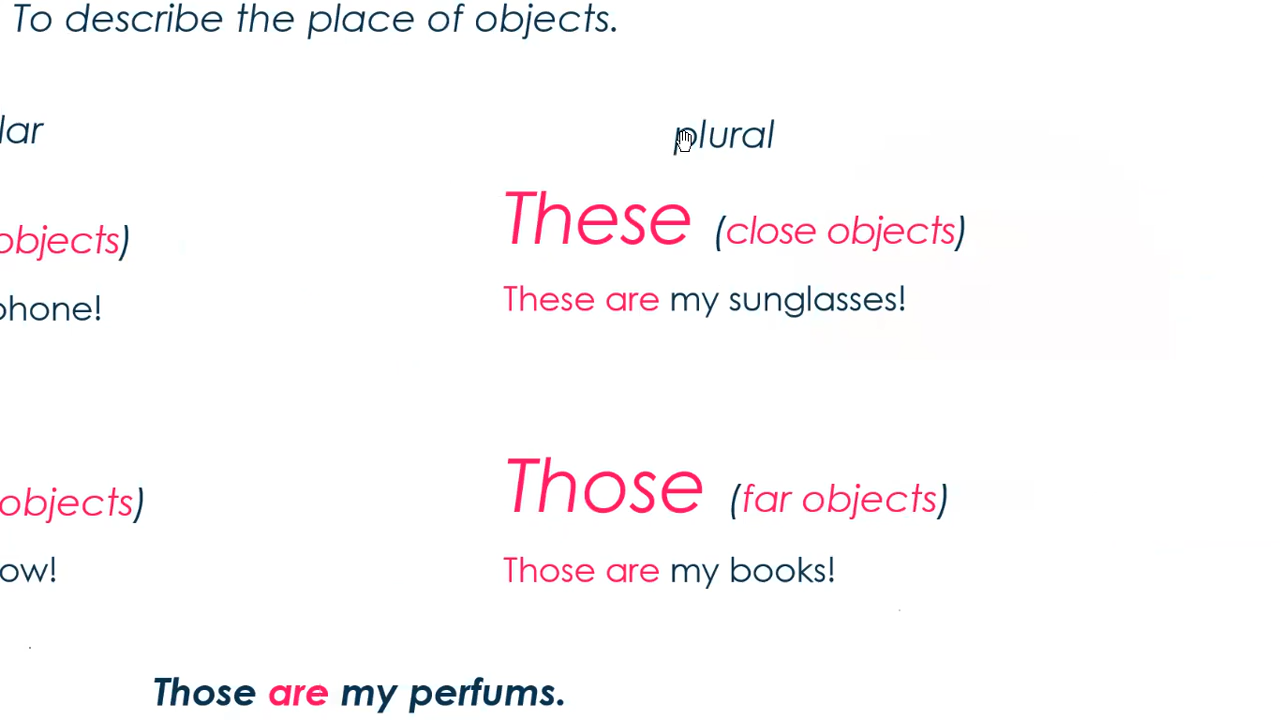 To describe the place of objects.
lar
plural
objects)
These (close objects)
phone!
These are my sunglasses!
objects)
Those (far objects)
ow!
Those are my books!
Those are my perfums.